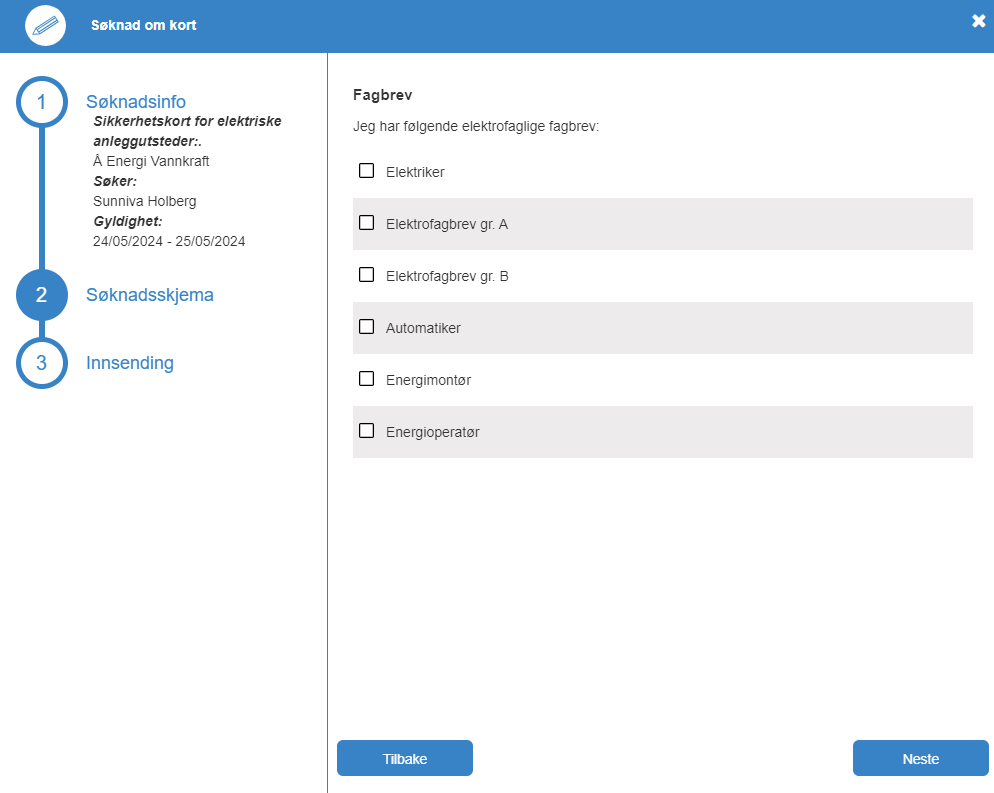 Søknad om kort
1
Søknadsinfo
Sikkerhetskort for elektriske
anleggutsteder:.
Å Energi Vannkraft
Søker:
Sunniva Holberg
Gyldighet:
24/05/2024 - 25/05/2024
2
Søknadsskjema
3
Innsending
Fagbrev
Jeg har følgende elektrofaglige fagbrev:
Elektriker
Elektrofagbrev gr. A
Elektrofagbrev gr. B
Automatiker
Energimontør
Energioperatør
Tilbake
Neste